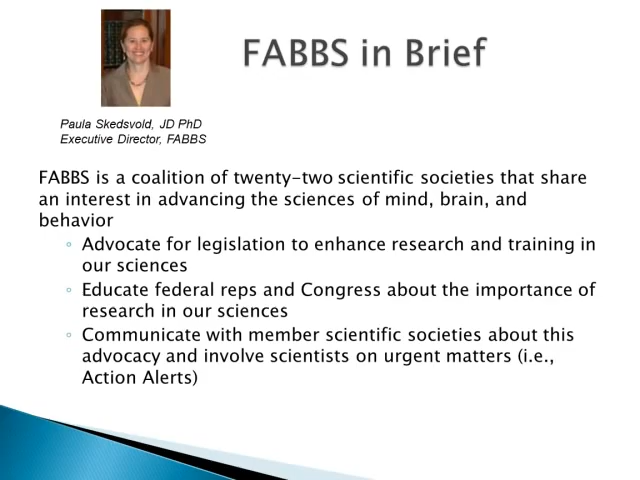 FABBS in Brief
Paula Skedsvold, JD PhD
Executive Director, FABBS
FABBS is a coalition of twenty-two scientific societies that share
an interest in advancing the sciences of mind, brain, and
behavior
◦ Advocate for legislation to enhance research and training in
our sciences
◦ Educate federal reps and Congress about the importance of
research in our sciences
◦ Communicate with member scientific societies about this
advocacy and involve scientists on urgent matters (i.e.,
Action Alerts)